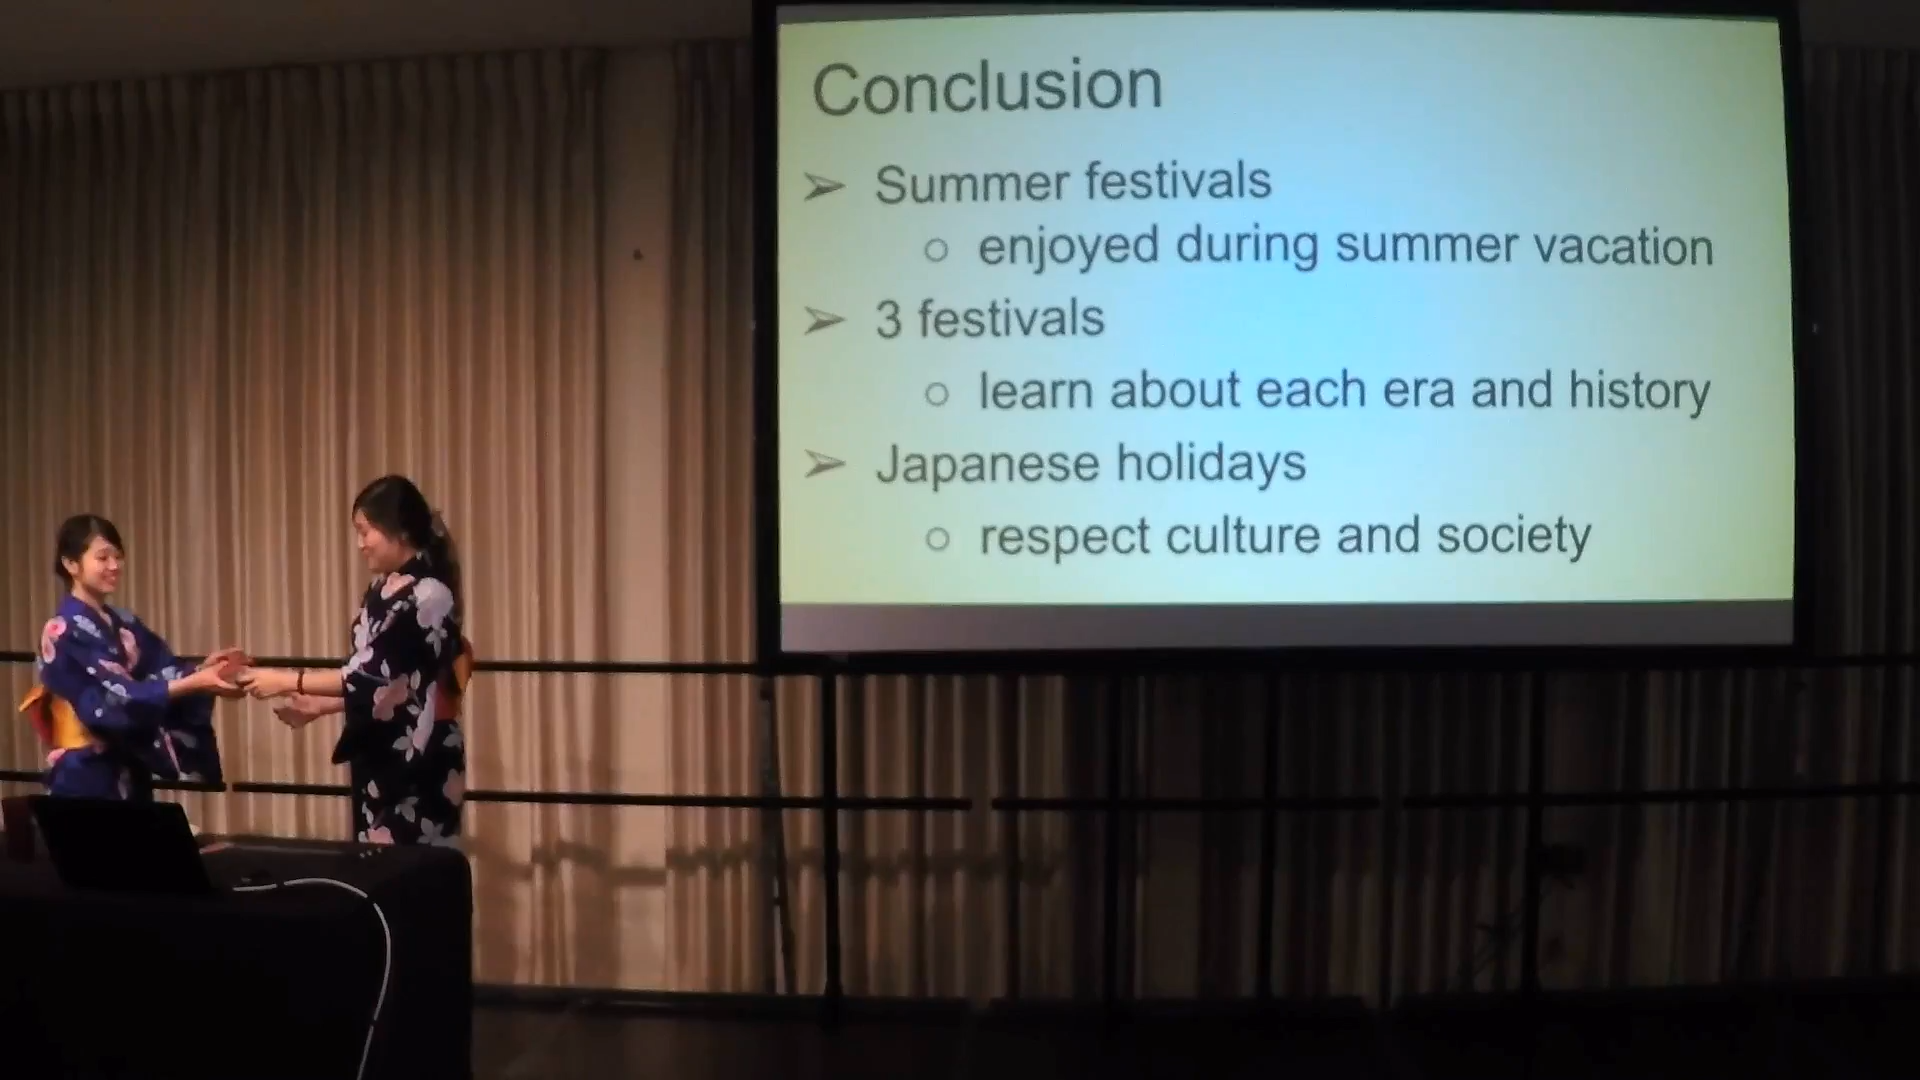 Conclusion
➢ Summer festivals
○ enjoyed during summer vacation
➢ 3 festivals
○ learn about each era and history
➢ Japanese holidays
○ respect culture and society